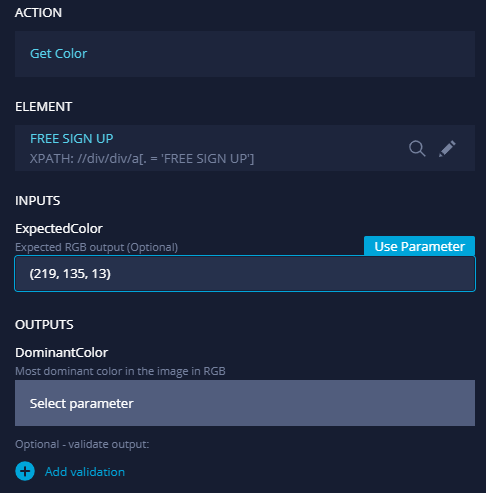 ACTION
Get Color
ELEMENT
FREE SIGN UP
XPATH: //div/div/a[. = 'FREE SIGN UP']
INPUTS
ExpectedColor
Expected RGB output (Optional)
Use Parameter
(219, 135, 13)
OUTPUTS
DominantColor
Most dominant color in the image in RGB
Select parameter
Optional - validate output:
Add validation